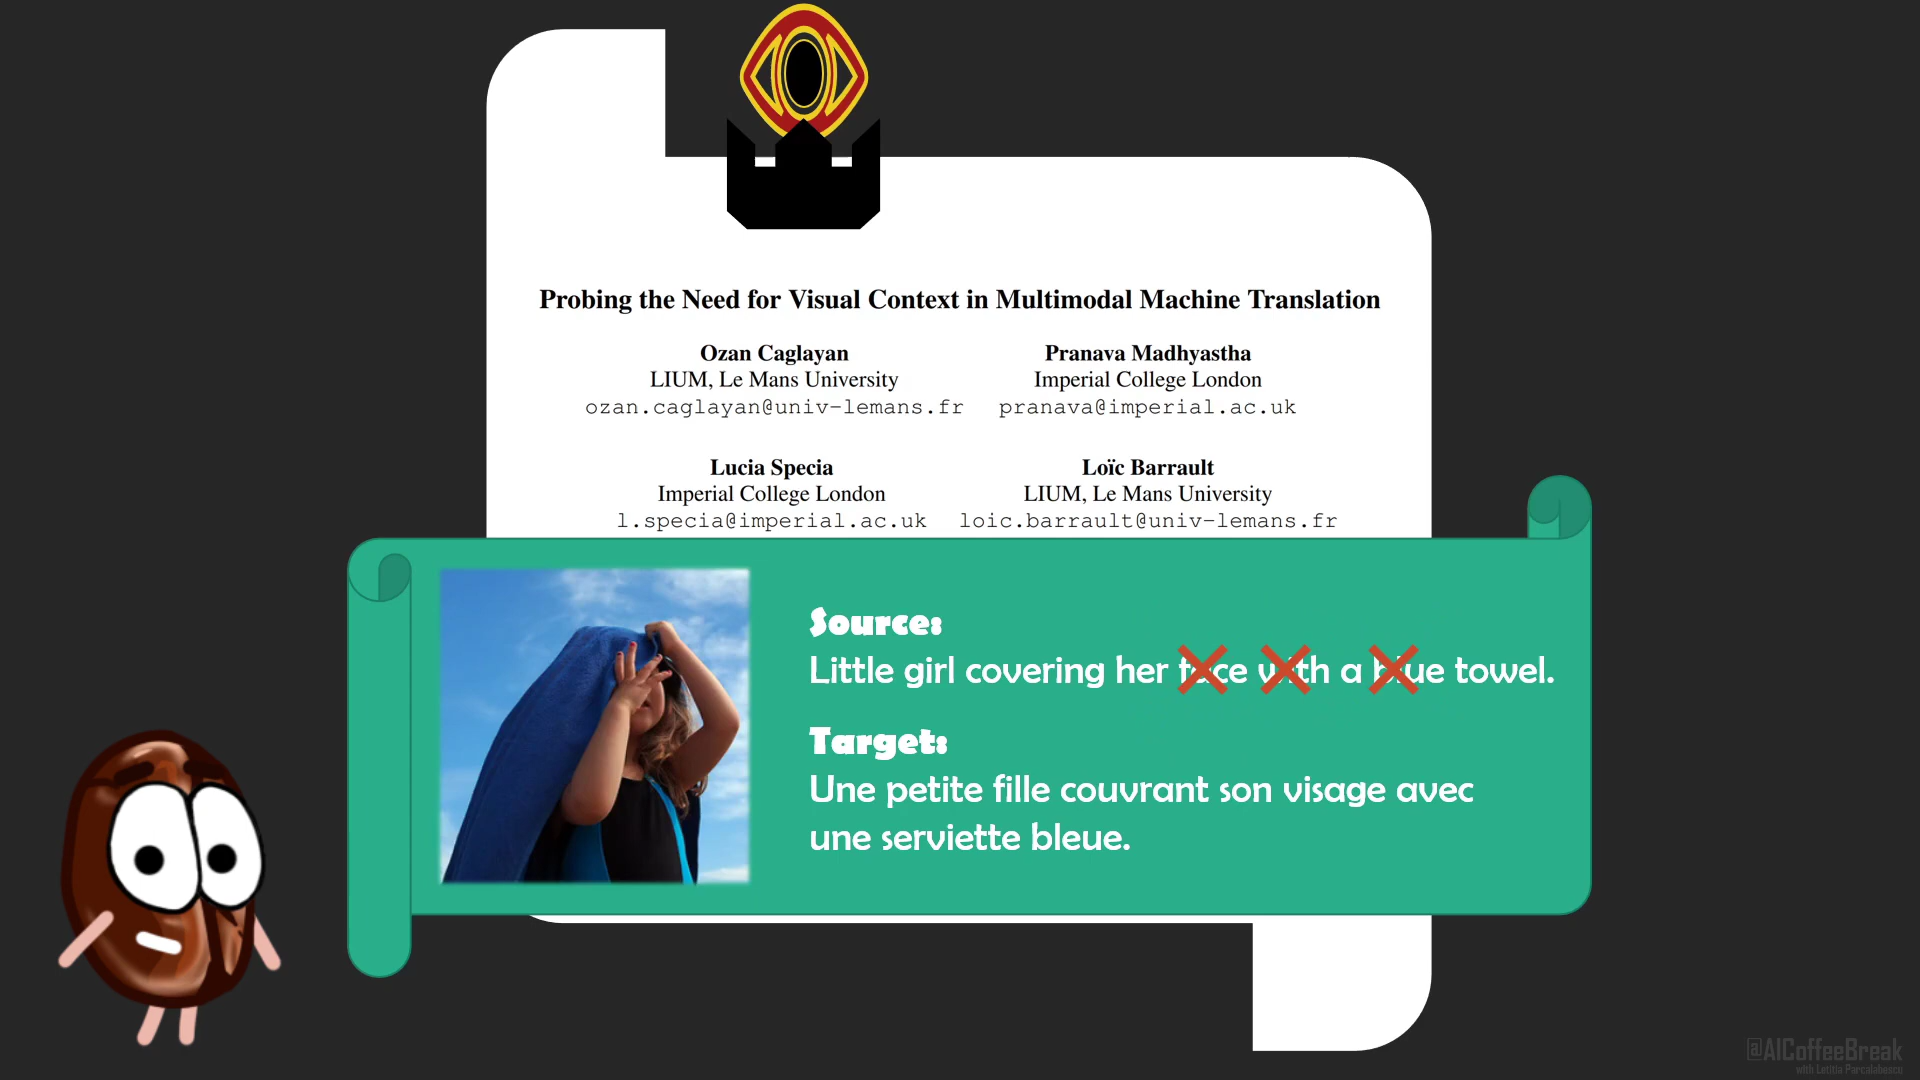 Probing the Need for Visual Context in Multimodal Machine Translation
Ozan Caglayan
LIUM, Le Mans University
ozan.caglayan@univ-lemans.fr
Pranava Madhyastha
Imperial College London
pranava@imperial.ac.uk
Lucia Specia
Imperial College London
l.specia@imperial.ac.uk
Loïc Barrault
LIUM, Le Mans University
loic.barrault@univ-lemans.fr
Source:
Little girl covering her face with a blue towel.
Target:
Une petite fille couvrant son visage avec
une serviette bleue.
@AICoffeeBreak
with Letitia Parcalabescu